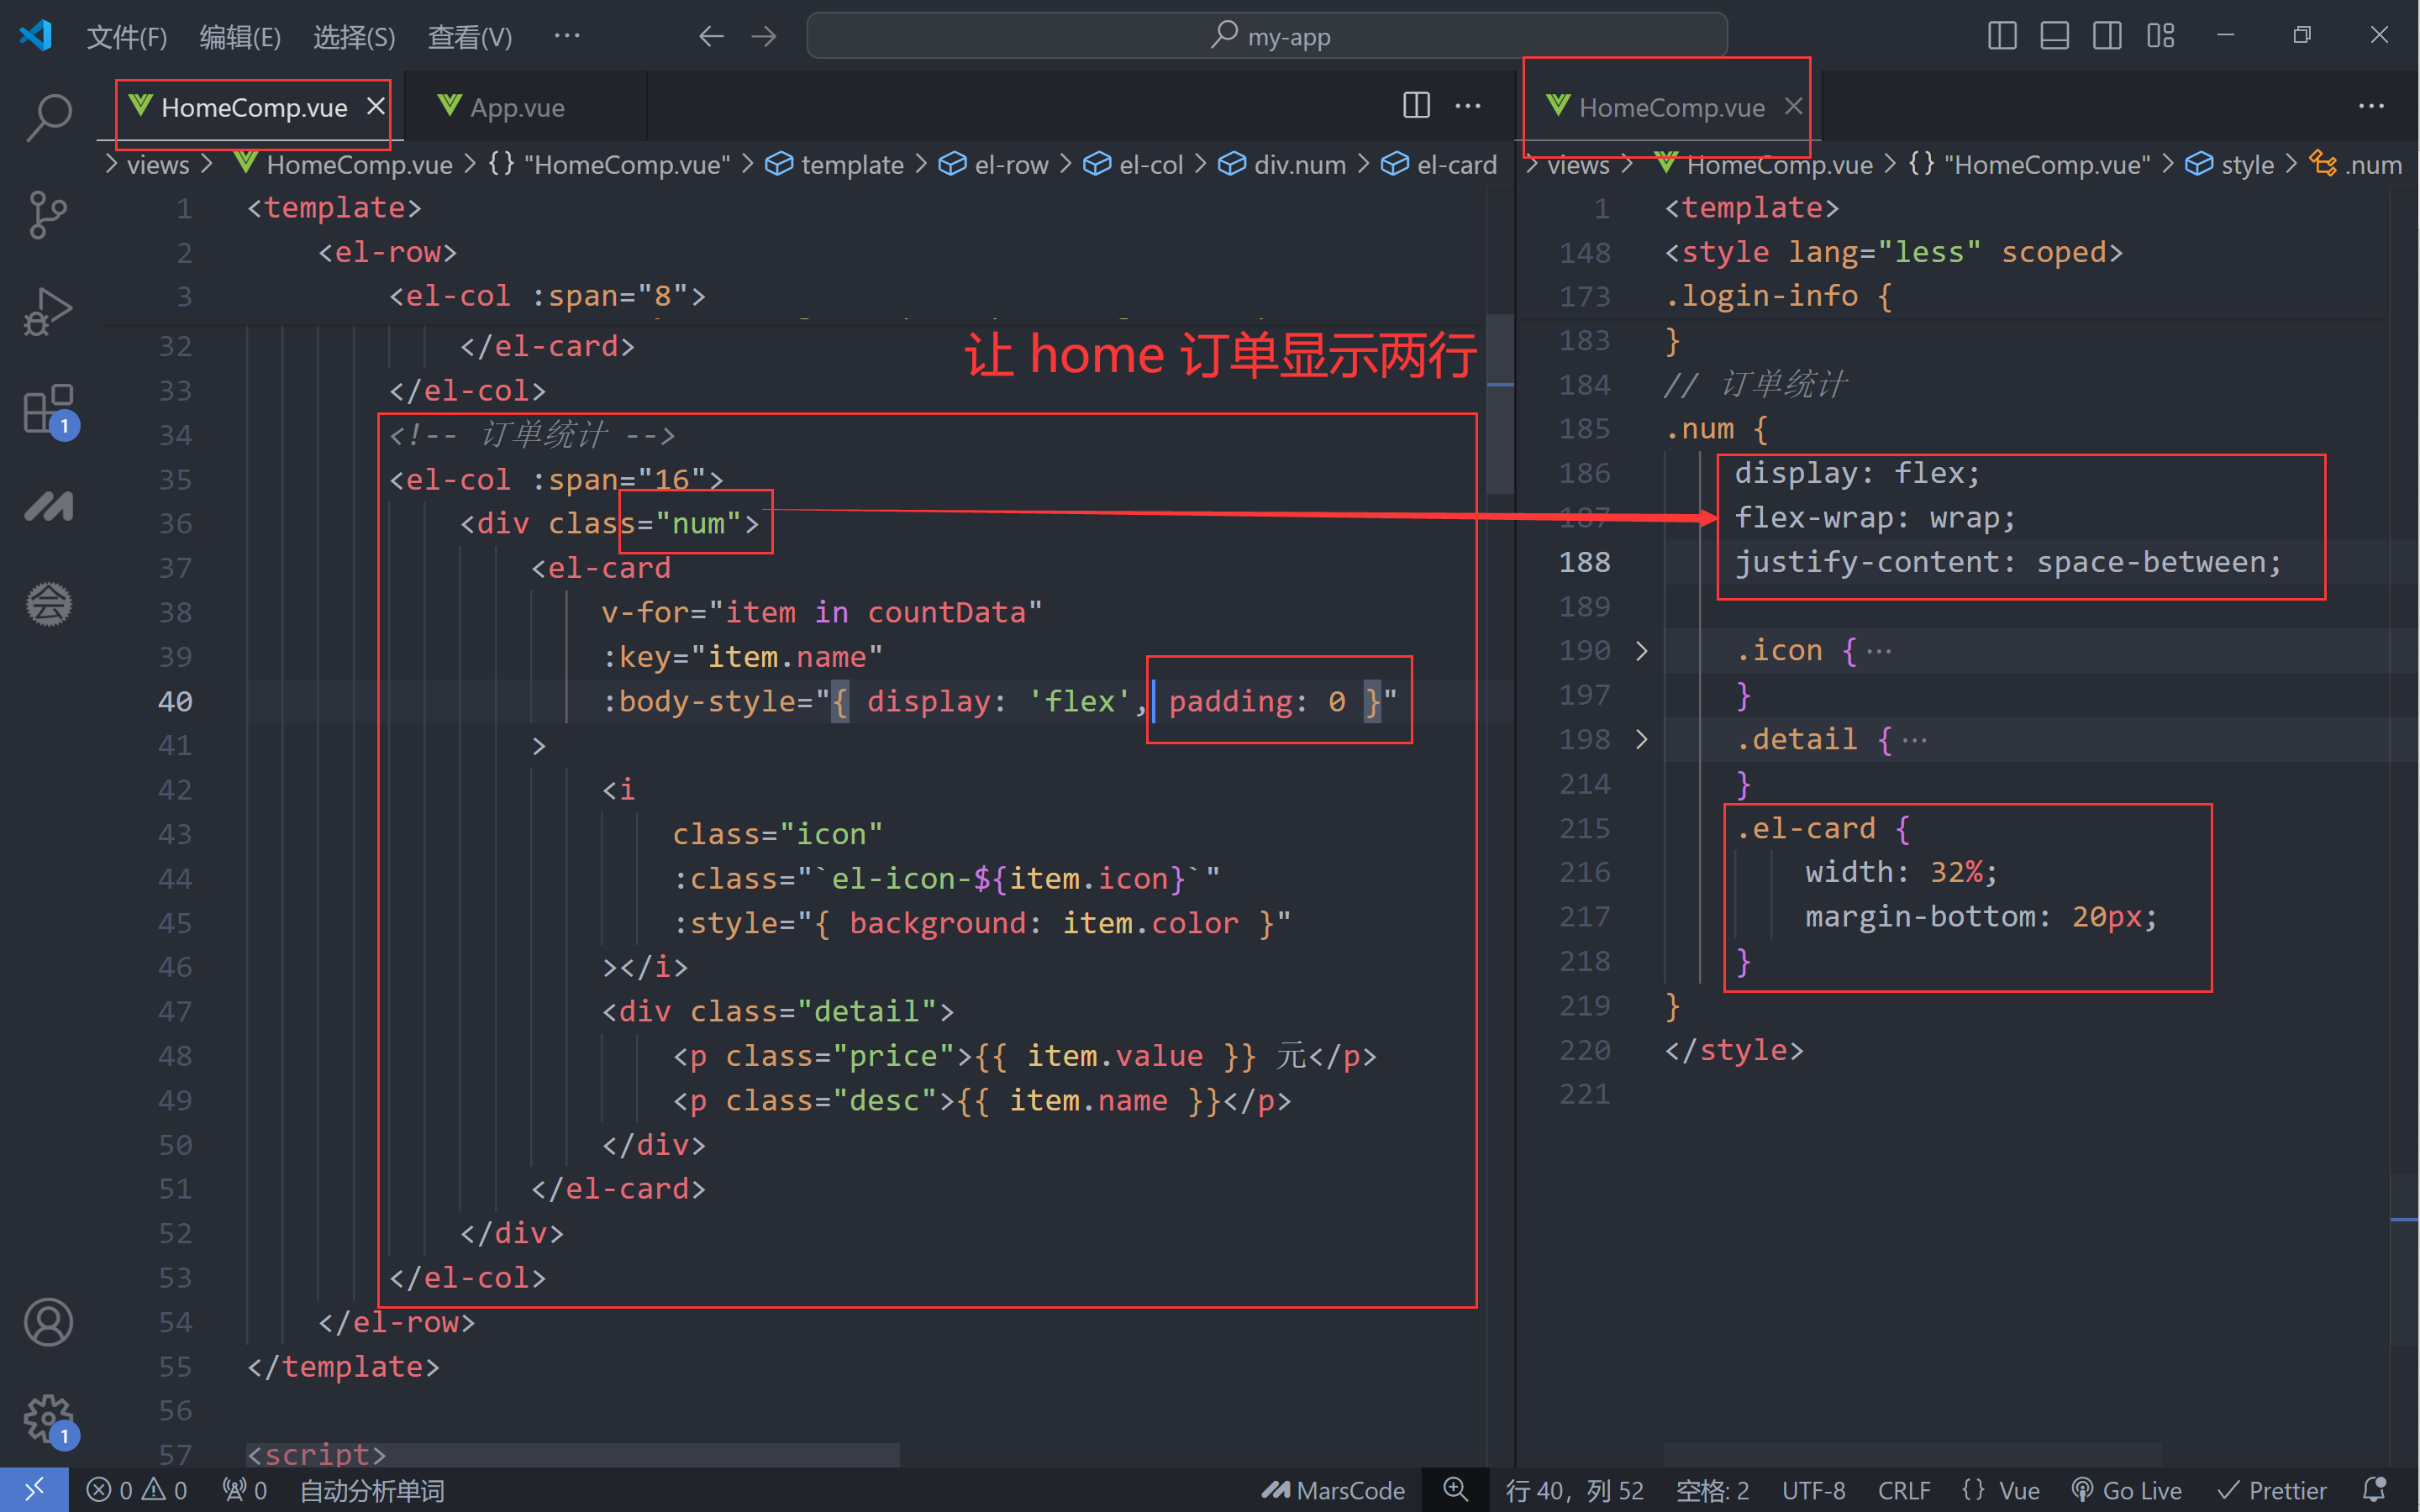 文件(F) 编辑(E) 选择(S) 查看(V) ··· my-app
HomeComp.vue App.vue
views > HomeComp.vue > {} "HomeComp.vue" > template > el-row > el-col > div.num > el-card
1 <template>
2 <el-row>
3 <el-col :span="8">
让 home 订单显示两行
32 </el-card>
33 </el-col>
34 <!-- 订单统计 -->
35 <el-col :span="16">
36 <div class="num">
37 <el-card
38 v-for="item in countData"
39 :key="item.name"
40 :body-style="{ display: 'flex', padding: 0 }"
41 >
42 <i
43 class="icon"
44 :class="`el-icon-${item.icon}`"
45 :style="{ background: item.color }"
46 ></i>
47 <div class="detail">
48 <p class="price">{{ item.value }} 元</p>
49 <p class="desc">{{ item.name }}</p>
50 </div>
51 </el-card>
52 </div>
53 </el-col>
54 </el-row>
55 </template>
56
57 <script>
HomeComp.vue
views > HomeComp.vue > {} "HomeComp.vue" > style > .num
1 <template>
148 <style lang="less" scoped>
173 .login-info {
183 }
184 // 订单统计
185 .num {
186 display: flex;
187 flex-wrap: wrap;
188 justify-content: space-between;
189
190 .icon {···
197 }
198 .detail {···
214 }
215 .el-card {
216 width: 32%;
217 margin-bottom: 20px;
218 }
219 }
220 </style>
221
1
会
1
0 0 0 自动分析单词 MarsCode 行 40, 列 52 空格: 2 UTF-8 CRLF {} Vue Go Live Prettier